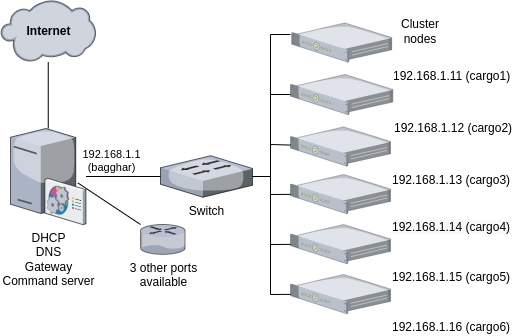 Internet
Cluster
nodes
192.168.1.11 (cargo1)
192.168.1.12 (cargo2)
192.168.1.1
(bagghar)
192.168.1.13 (cargo3)
Switch
192.168.1.14 (cargo4)
DHCP
DNS
Gateway
Command server
3 other ports
available
192.168.1.15 (cargo5)
192.168.1.16 (cargo6)